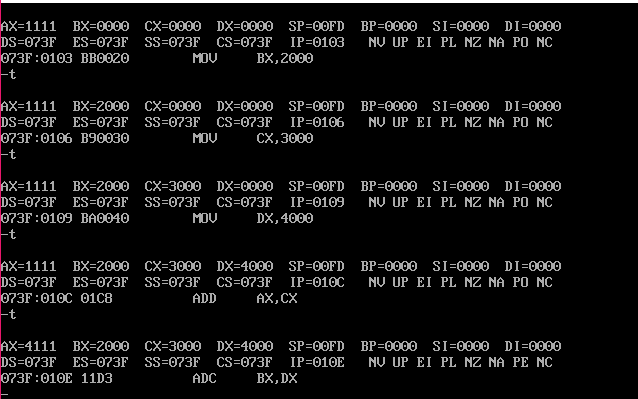 AX=1111  BX=0000  CX=0000  DX=0000  SP=00FD  BP=0000  SI=0000  DI=0000
DS=073F  ES=073F  SS=073F  CS=073F  IP=0103   NV UP EI PL NZ NA PO NC
073F:0103 BB0020        MOV     BX,2000
-t
AX=1111  BX=2000  CX=0000  DX=0000  SP=00FD  BP=0000  SI=0000  DI=0000
DS=073F  ES=073F  SS=073F  CS=073F  IP=0106   NV UP EI PL NZ NA PO NC
073F:0106 B90030        MOV     CX,3000
-t
AX=1111  BX=2000  CX=3000  DX=0000  SP=00FD  BP=0000  SI=0000  DI=0000
DS=073F  ES=073F  SS=073F  CS=073F  IP=0109   NV UP EI PL NZ NA PO NC
073F:0109 BA0040        MOV     DX,4000
-t
AX=1111  BX=2000  CX=3000  DX=4000  SP=00FD  BP=0000  SI=0000  DI=0000
DS=073F  ES=073F  SS=073F  CS=073F  IP=010C   NV UP EI PL NZ NA PO NC
073F:010C 01C8          ADD     AX,CX
-t
AX=4111  BX=2000  CX=3000  DX=4000  SP=00FD  BP=0000  SI=0000  DI=0000
DS=073F  ES=073F  SS=073F  CS=073F  IP=010E   NV UP EI PL NZ NA PE NC
073F:010E 11D3          ADC     BX,DX
-